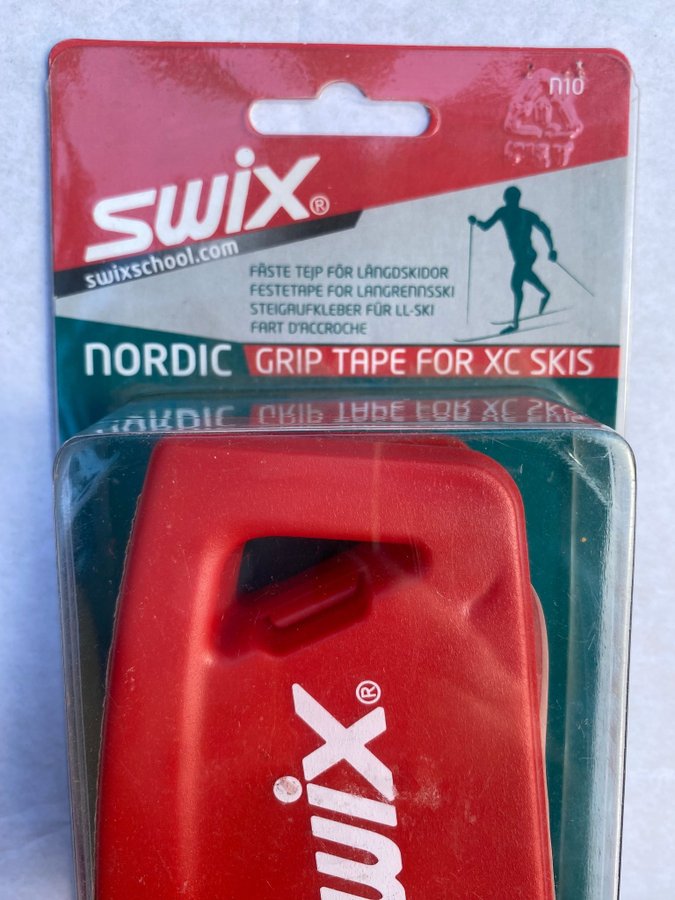 n10
swix®
swixschool.com
FÄSTE TEJP FÖR LÄNGDSKIDOR
FESTETAPE FOR LANGRENNSSKI
STEIGAUFKLEBER FÜR LL-SKI
FART D'ACCROCHE
NORDIC GRIP TAPE FOR XC SKIS
swix®